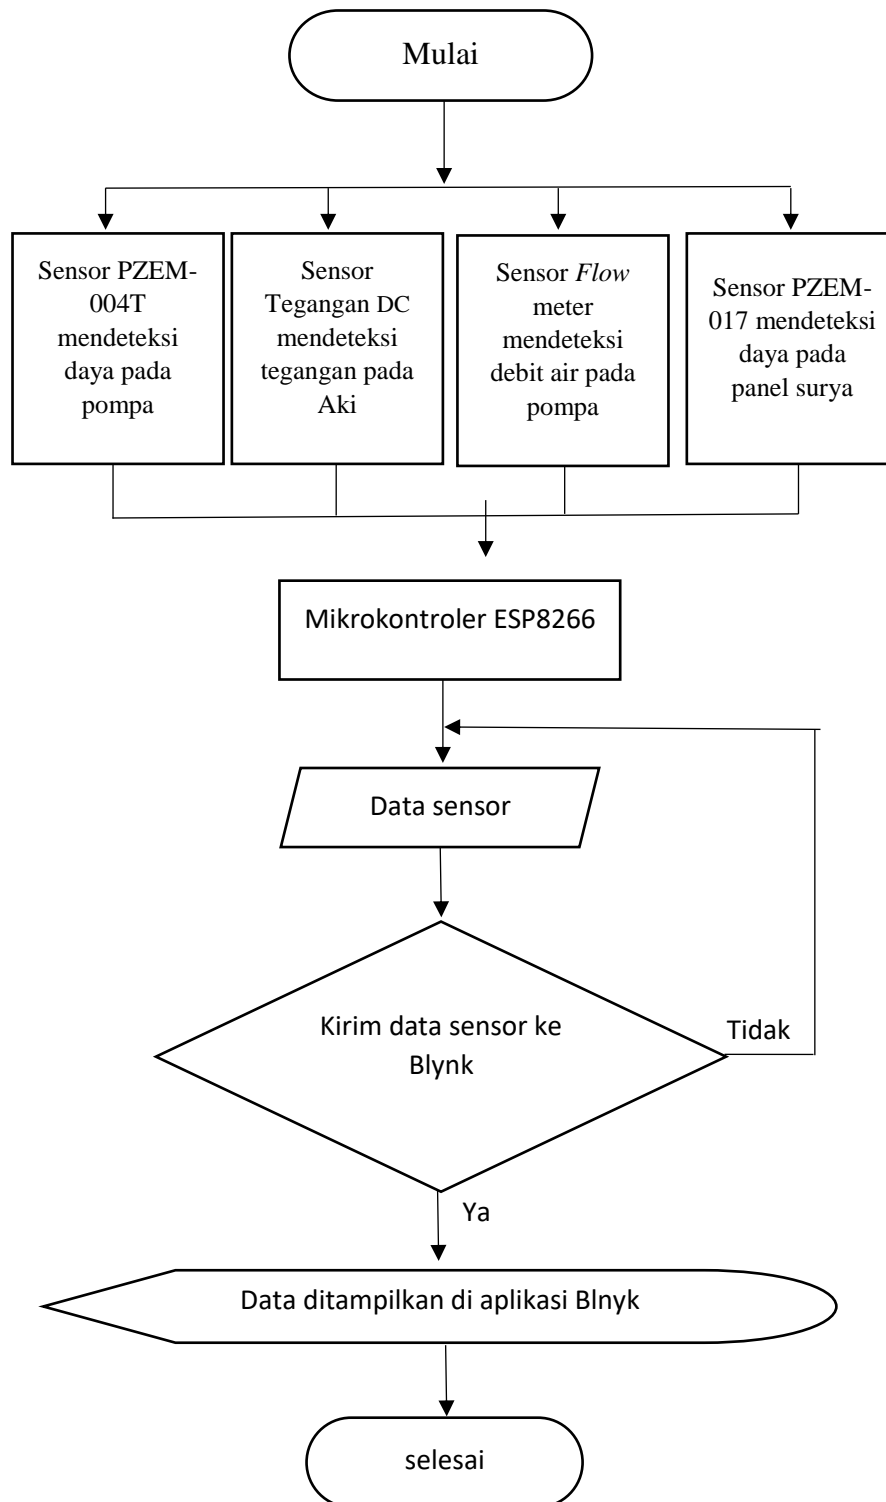 Mulai
Sensor PZEM-
004T
mendeteksi
daya pada
pompa
Sensor
Tegangan DC
mendeteksi
tegangan pada
Aki
Sensor Flow
meter
mendeteksi
debit air pada
pompa
Sensor PZEM-
017 mendeteksi
daya pada
panel surya
Mikrokontroler ESP8266
Data sensor
Kirim data sensor ke
Blynk
Tidak
Ya
Data ditampilkan di aplikasi Blnyk
selesai